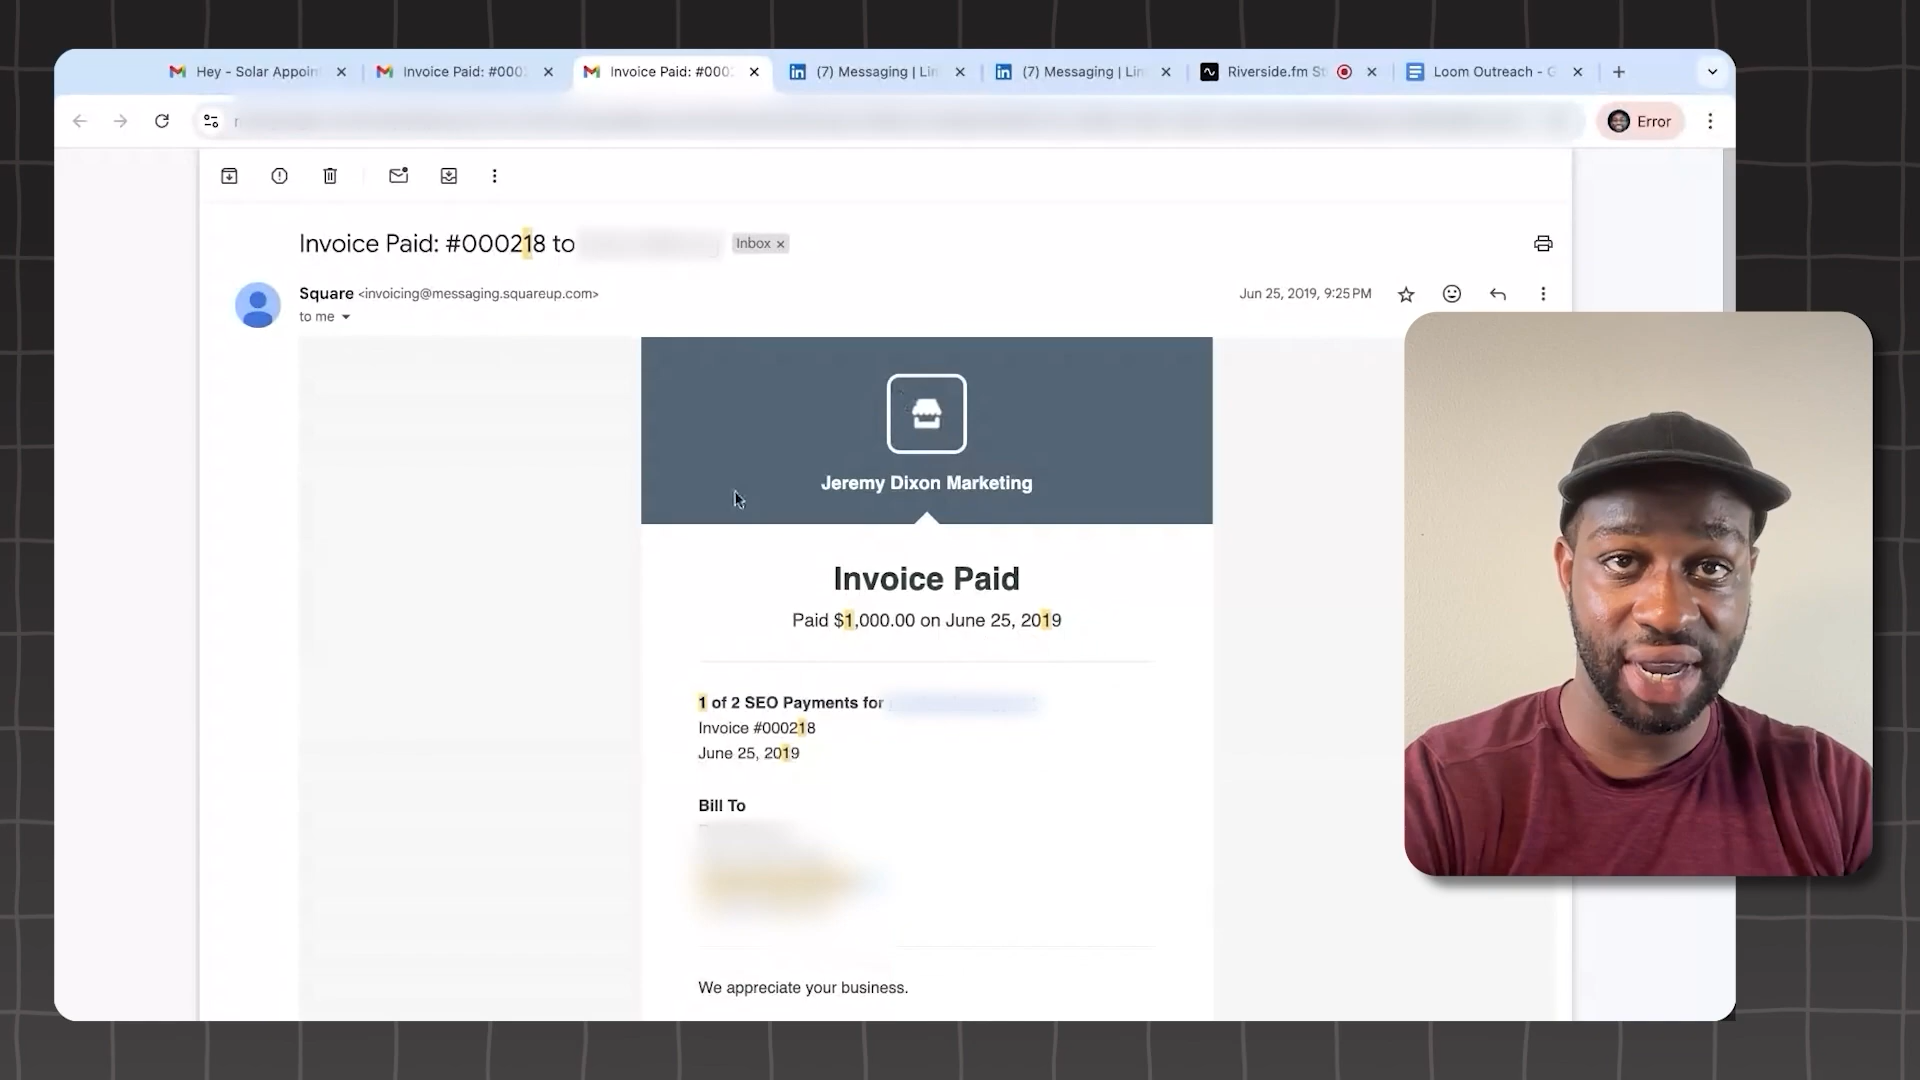 Hey - Solar Appoin
Invoice Paid: #000
Invoice Paid: #000
(7) Messaging | Lin
(7) Messaging | Lin
Riverside.fm St
Loom Outreach - G
Error
Invoice Paid: #000218 to
Inbox
Square <invoicing@messaging.squareup.com>
Jun 25, 2019, 9:25 PM
to me
Jeremy Dixon Marketing
Invoice Paid
Paid $1,000.00 on June 25, 2019
1 of 2 SEO Payments for
Invoice #000218
June 25, 2019
Bill To
We appreciate your business.